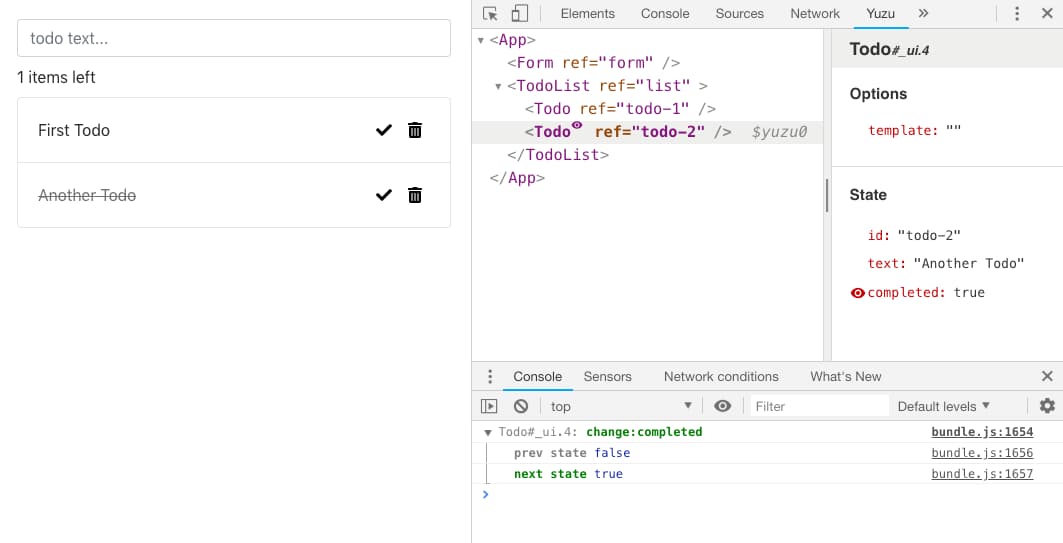 todo text...
1 items left
First Todo
Another Todo
Elements Console Sources Network Yuzu »
<App>
<Form ref="form" />
<TodoList ref="list" >
<Todo ref="todo-1" />
<Todo ref="todo-2" /> $yuzu0
</TodoList>
</App>
Todo#_ui.4
Options
template: ""
State
id: "todo-2"
text: "Another Todo"
completed: true
Console Sensors Network conditions What's New
top Filter Default levels
Todo#_ui.4: change:completed bundle.js:1654
prev state false bundle.js:1656
next state true bundle.js:1657